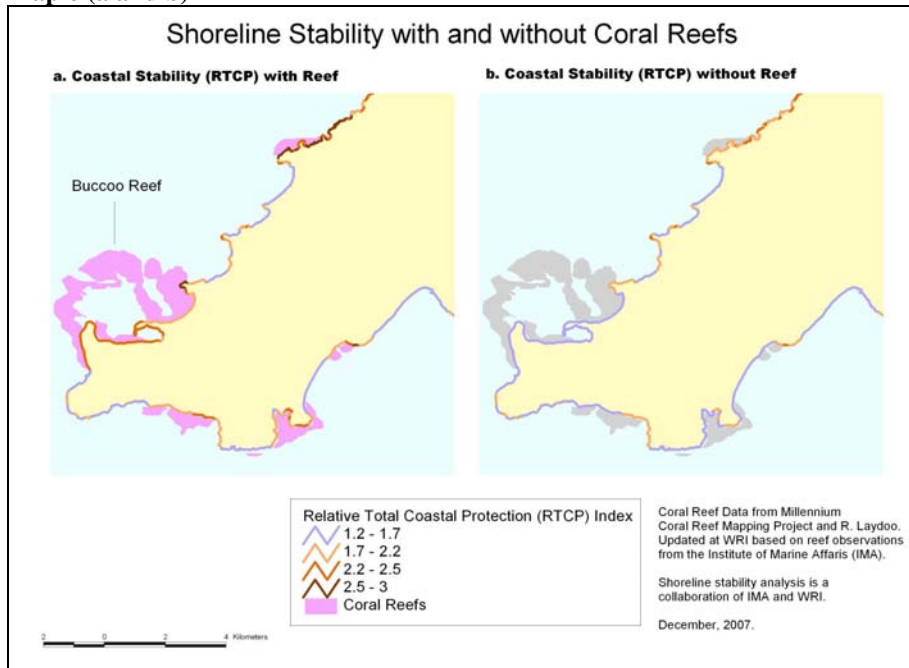 Shoreline Stability with and without Coral Reefs
a. Coastal Stability (RTCP) with Reef
b. Coastal Stability (RTCP) without Reef
Buccoo Reef
Relative Total Coastal Protection (RTCP) Index
1.2 - 1.7
1.7 - 2.2
2.2 - 2.5
2.5 - 3
Coral Reefs
Coral Reef Data from Millennium
Coral Reef Mapping Project and R. Laydoo.
Updated at WRI based on reef observations
from the Institute of Marine Affaris (IMA).
Shoreline stability analysis is a
collaboration of IMA and WRI.
December, 2007.
2 0 2 4 Kilometers